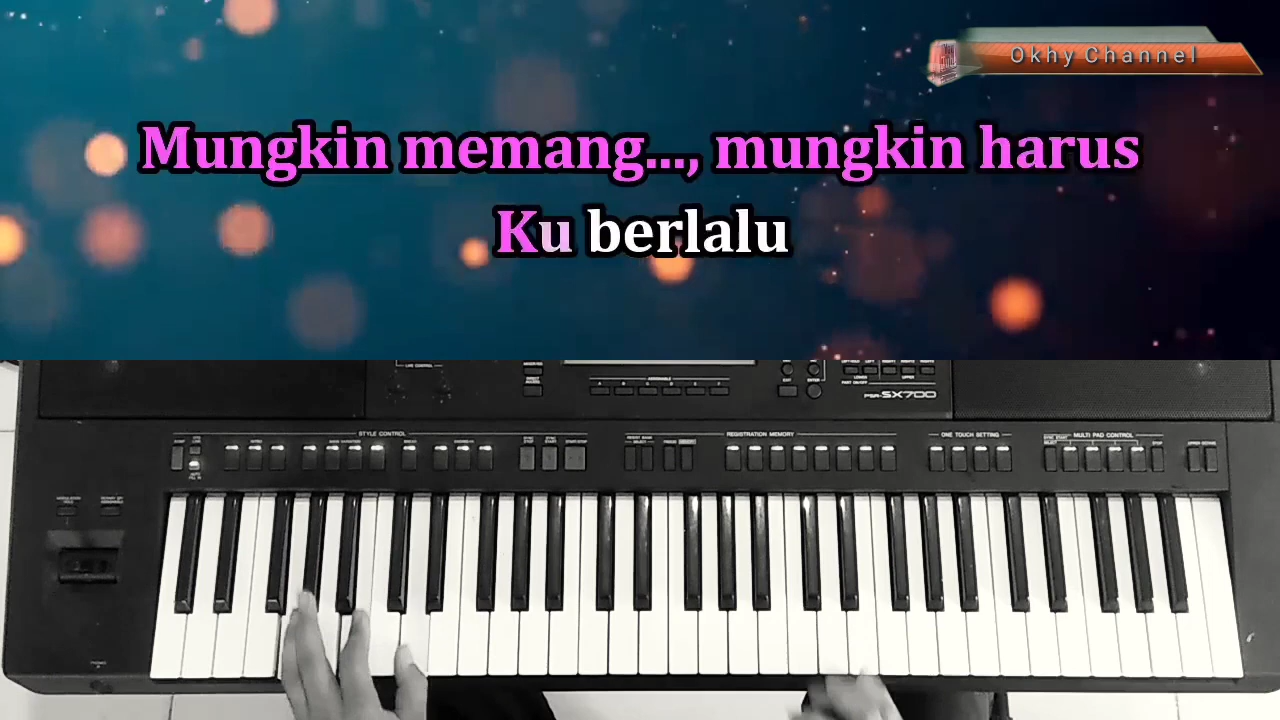 Okhy Channel
Mungkin memang..., mungkin harus
Ku berlalu
PSR-SX700
STYLE CONTROL
REGISTRATION MEMORY
ONE TOUCH SETTING
MULTI PAD CONTROL